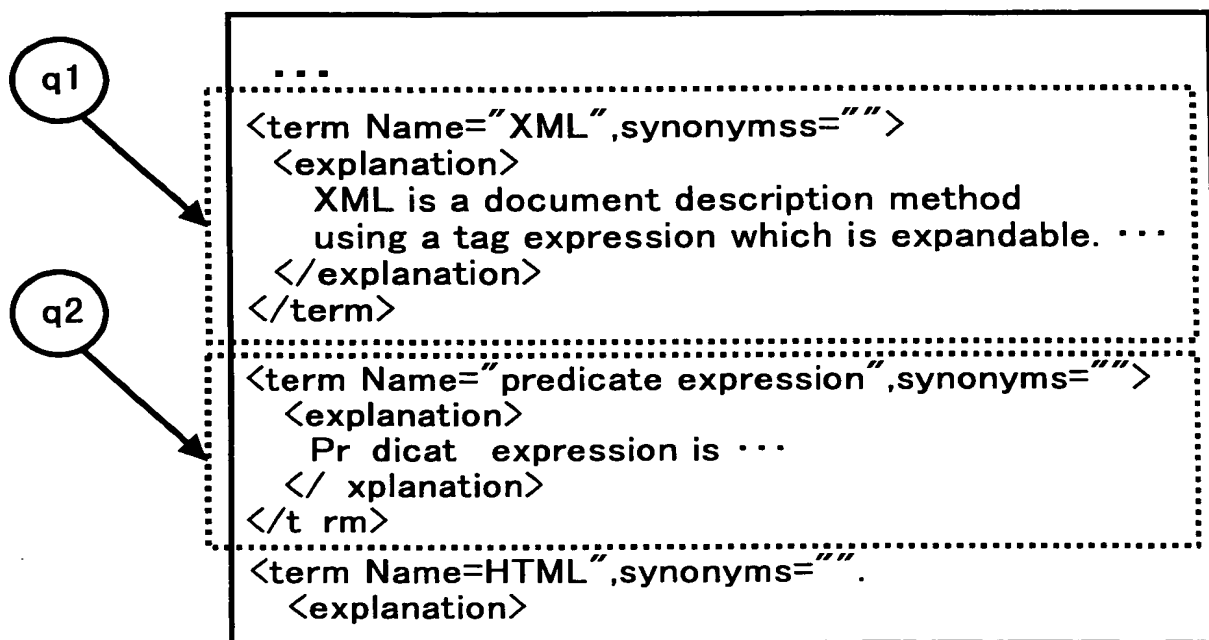 ...
q1
<term Name="XML",synonymss="">
<explanation>
XML is a document description method
using a tag expression which is expandable. ···
</explanation>
</term>
q2
<term Name="predicate expression",synonyms="">
<explanation>
Pr dicat  expression is ···
</ xplanation>
</t rm>
<term Name=HTML",synonyms="".
<explanation>